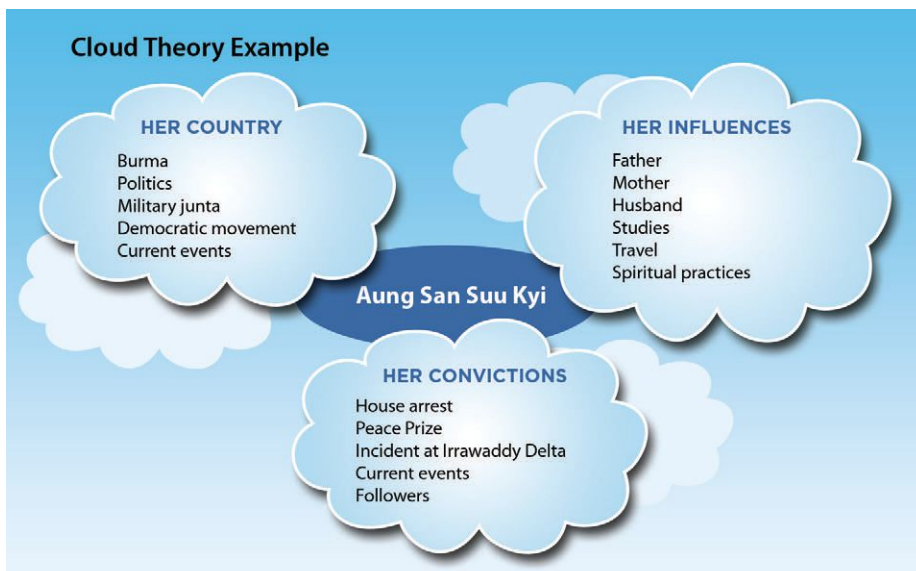 Cloud Theory Example
HER COUNTRY
Burma
Politics
Military junta
Democratic movement
Current events
HER INFLUENCES
Father
Mother
Husband
Studies
Travel
Spiritual practices
Aung San Suu Kyi
HER CONVICTIONS
House arrest
Peace Prize
Incident at Irrawaddy Delta
Current events
Followers